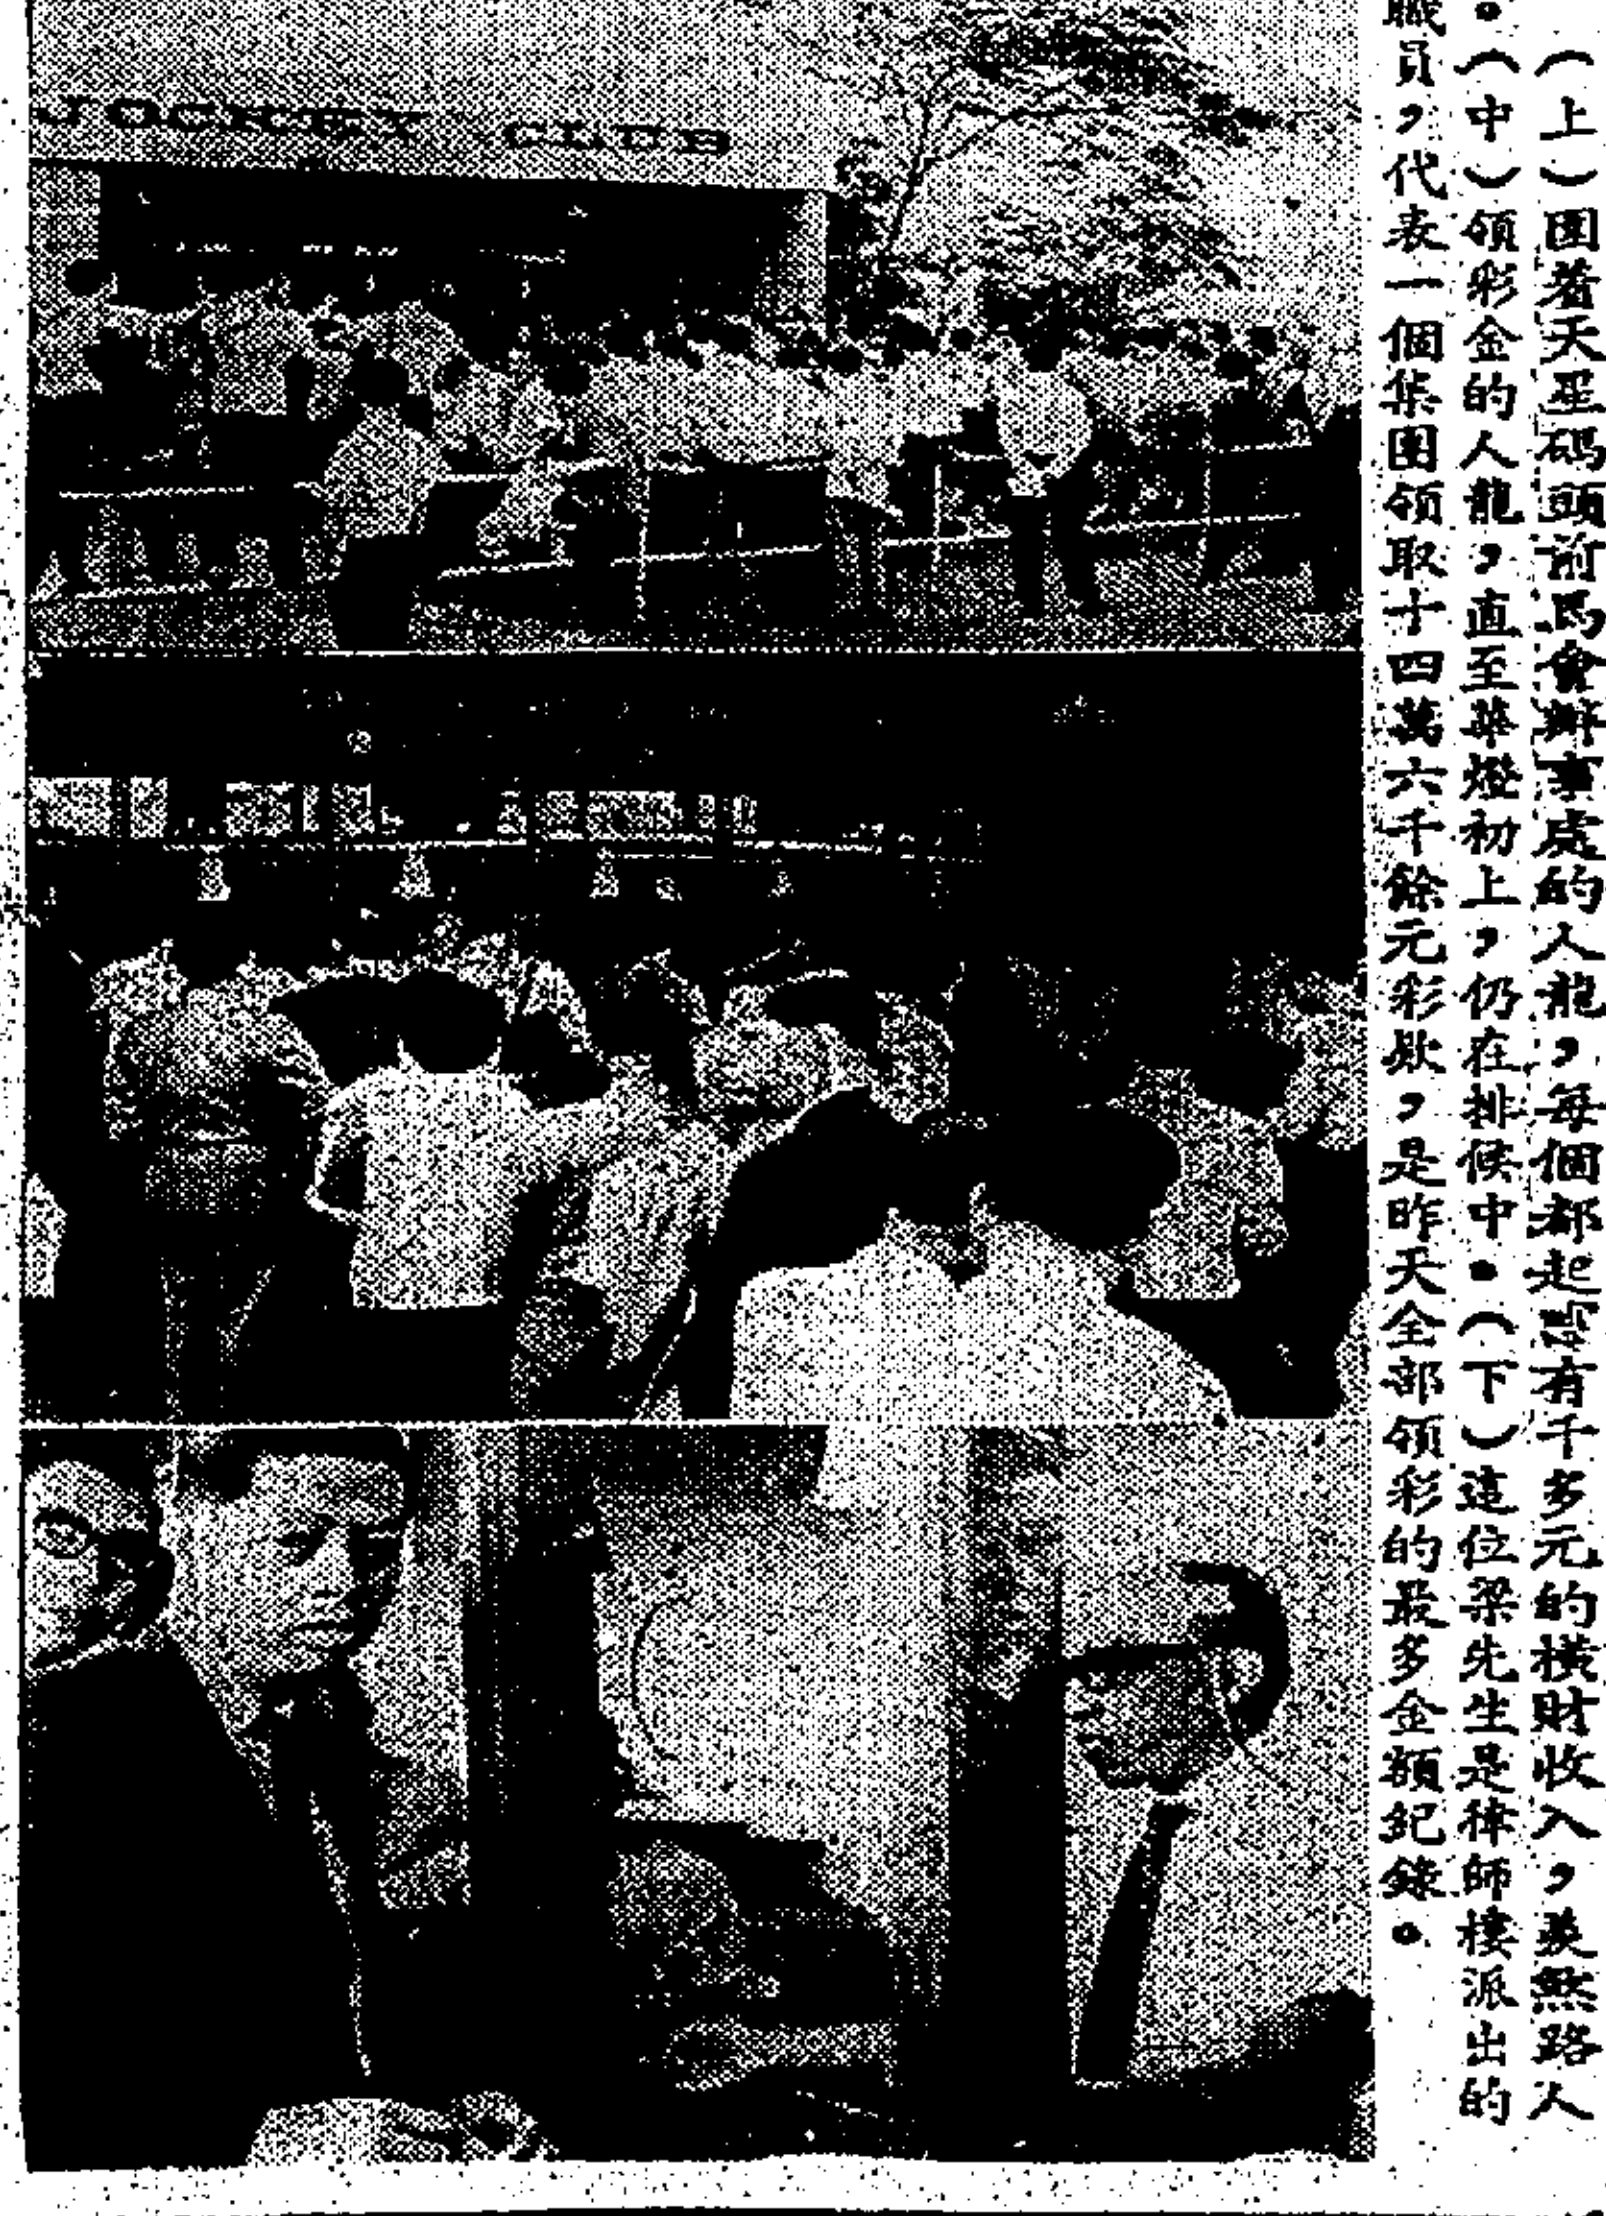 （上）圍着天星碼頭前馬會辦事處的人龍，每個都起碼有千多元的橫財收入，羨煞路人
。（中）領彩金的人龍，直至華燈初上，仍在排候中。（下）這位梁先生是律師樓派出的
職員，代表一個集團領取十四萬六千餘元彩欵，是昨天全部領彩的最多金額紀錄。
JOCKEY CLUB